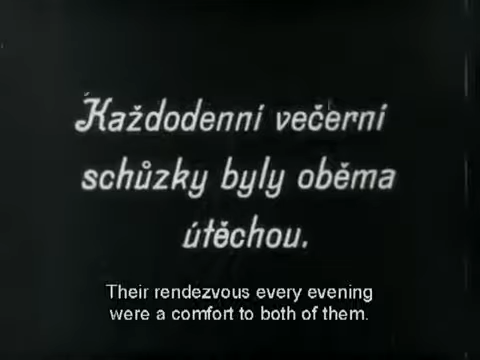 Každodenní večerní
schůzky byly oběma
útěchou.
Their rendezvous every evening
were a comfort to both of them.